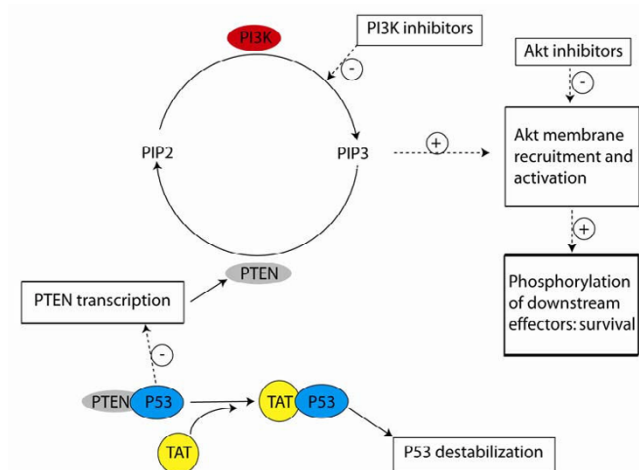 PI3K
PI3K inhibitors
Akt inhibitors
-
-
PIP2
PIP3
+
Akt membrane
recruitment and
activation
+
PTEN
PTEN transcription
Phosphorylation
of downstream
effectors: survival
-
PTEN P53
TAT P53
TAT
P53 destabilization